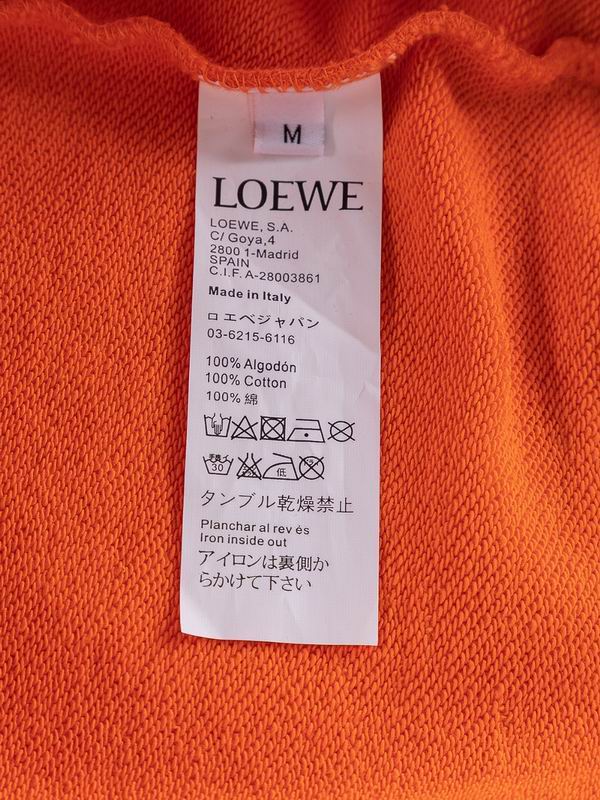 M
LOEWE
LOEWE, S.A.
C/ Goya,4
2800 1-Madrid
SPAIN
C.I.F. A-28003861
Made in Italy
ロエベジャパン
03-6215-6116
100% Algodón
100% Cotton
100% 綿
30 低
タンブル乾燥禁止
Planchar al rev és
Iron inside out
アイロンは裏側か
らかけて下さい